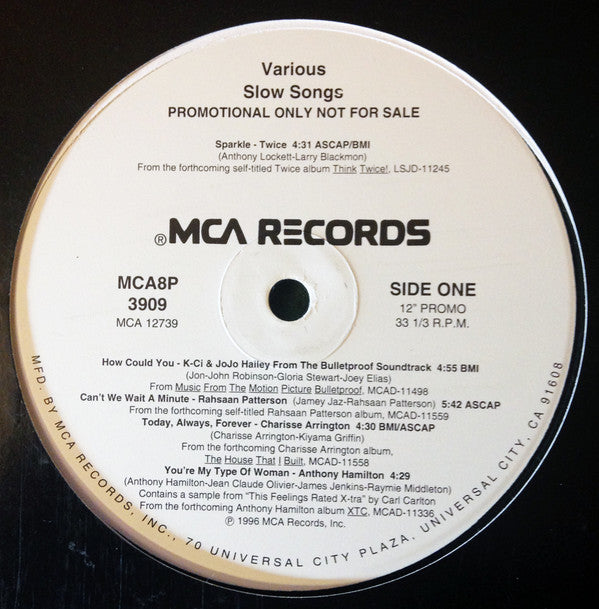 Various
Slow Songs
PROMOTIONAL ONLY NOT FOR SALE
Sparkle - Twice 4:31 ASCAP/BMI
(Anthony Lockett-Larry Blackmon)
From the forthcoming self-titled Twice album Think Twice!, LSJD-11245
®MCA RECORDS
MCA8P
3909
MCA 12739
SIDE ONE
12" PROMO
33 1/3 R.P.M.
How Could You - K-Ci & JoJo Hailey From The Bulletproof Soundtrack 4:55 BMI
(Jon-John Robinson-Gloria Stewart-Joey Elias)
From Music From The Motion Picture Bulletproof, MCAD-11498
Can't We Wait A Minute - Rahsaan Patterson (Jamey Jaz-Rahsaan Patterson) 5:42 ASCAP
From the forthcoming self-titled Rahsaan Patterson album, MCAD-11559
Today, Always, Forever - Charisse Arrington 4:30 BMI/ASCAP
(Charisse Arrington-Kiyama Griffin)
From the forthcoming Charisse Arrington album,
The House That I Built, MCAD-11558
You're My Type Of Woman - Anthony Hamilton 4:29
(Anthony Hamilton-Jean Claude Olivier-James Jenkins-Raymie Middleton)
Contains a sample from "This Feelings Rated X-tra" by Carl Carlton
From the forthcoming Anthony Hamilton album XTC, MCAD-11336
℗ 1996 MCA Records, Inc.
MFD. BY MCA RECORDS, INC., 70 UNIVERSAL CITY PLAZA, UNIVERSAL CITY, CA 91608